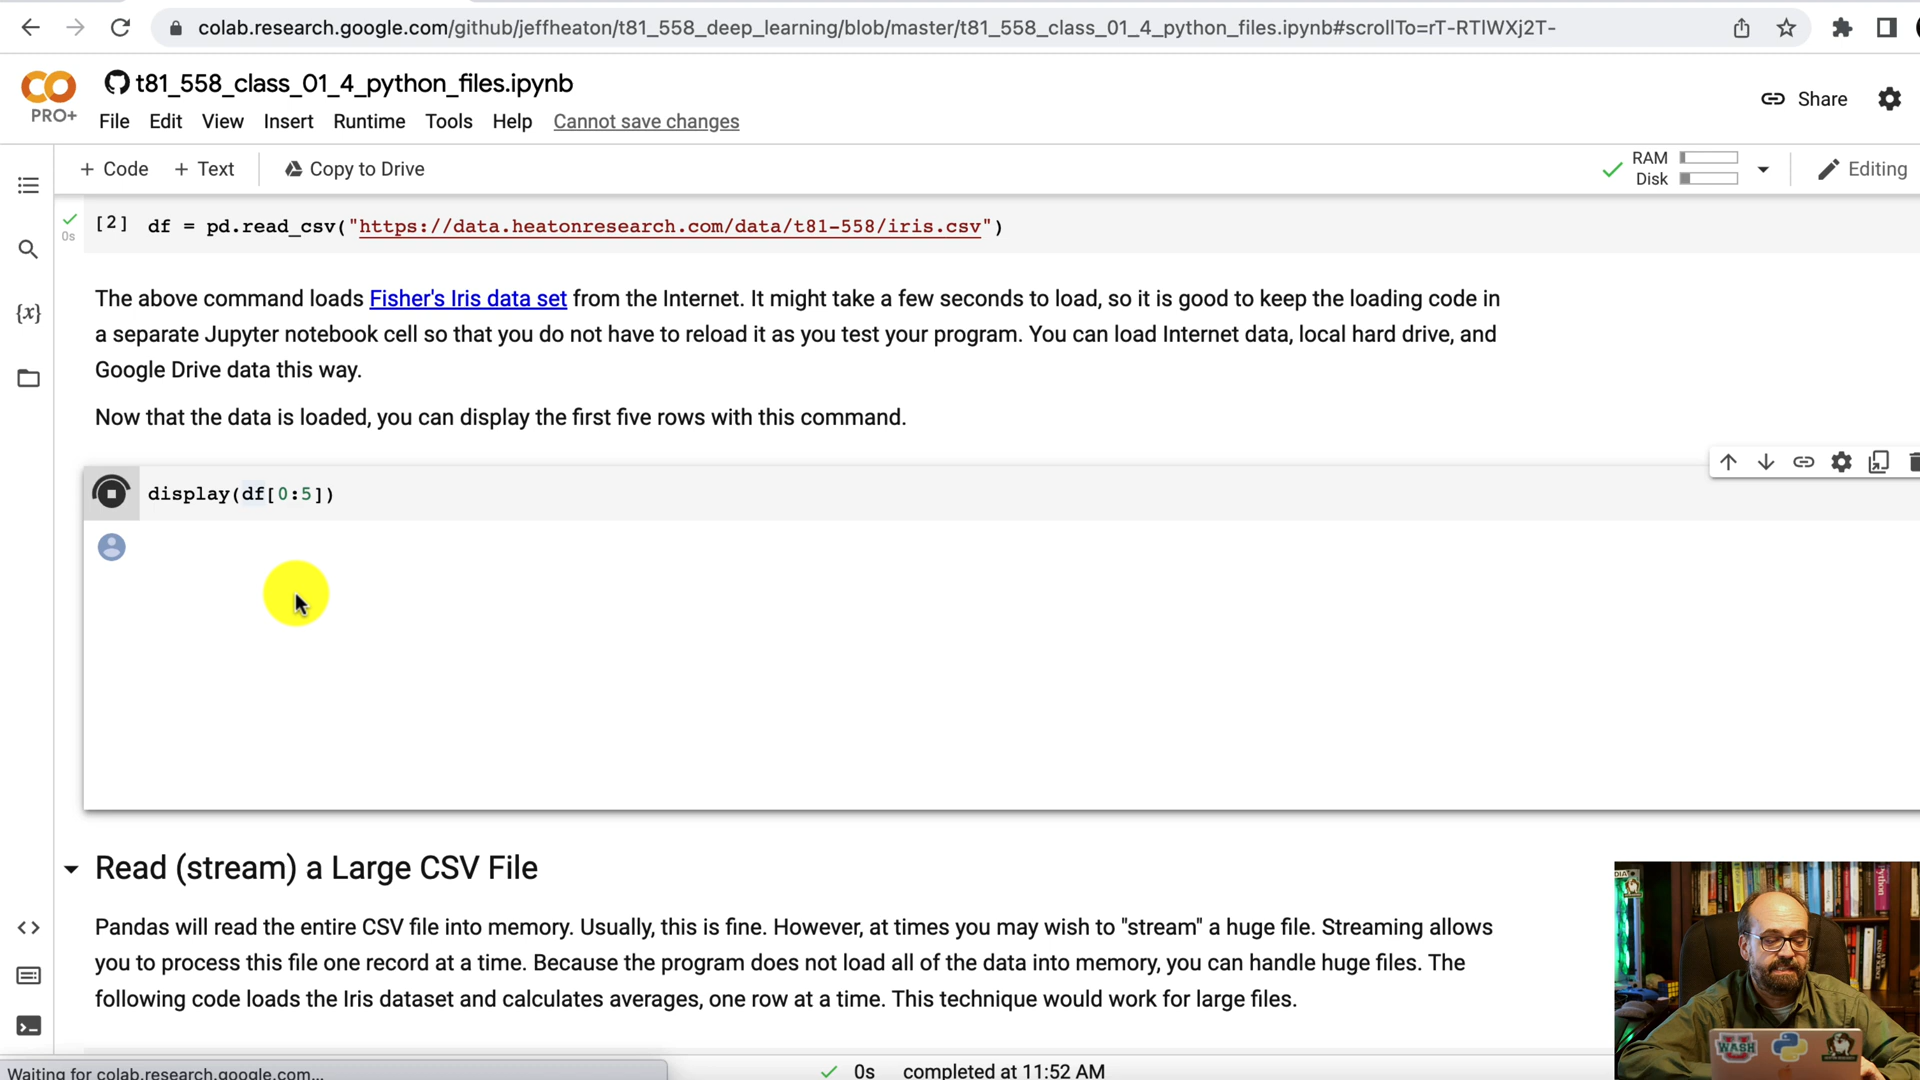 colab.research.google.com/github/jeffheaton/t81_558_deep_learning/blob/master/t81_558_class_01_4_python_files.ipynb#scrollTo=rT-RTlWXj2T-
CO
PRO+
t81_558_class_01_4_python_files.ipynb
File Edit View Insert Runtime Tools Help Cannot save changes
Share
+ Code + Text Copy to Drive
RAM
Disk
Editing
0s
[2] df = pd.read_csv("https://data.heatonresearch.com/data/t81-558/iris.csv")
{x}
The above command loads Fisher's Iris data set from the Internet. It might take a few seconds to load, so it is good to keep the loading code in
a separate Jupyter notebook cell so that you do not have to reload it as you test your program. You can load Internet data, local hard drive, and
Google Drive data this way.
Now that the data is loaded, you can display the first five rows with this command.
display(df[0:5])
Read (stream) a Large CSV File
Pandas will read the entire CSV file into memory. Usually, this is fine. However, at times you may wish to "stream" a huge file. Streaming allows
you to process this file one record at a time. Because the program does not load all of the data into memory, you can handle huge files. The
following code loads the Iris dataset and calculates averages, one row at a time. This technique would work for large files.
Python
WASH
Waiting for colab.research.google.com...
0s completed at 11:52 AM